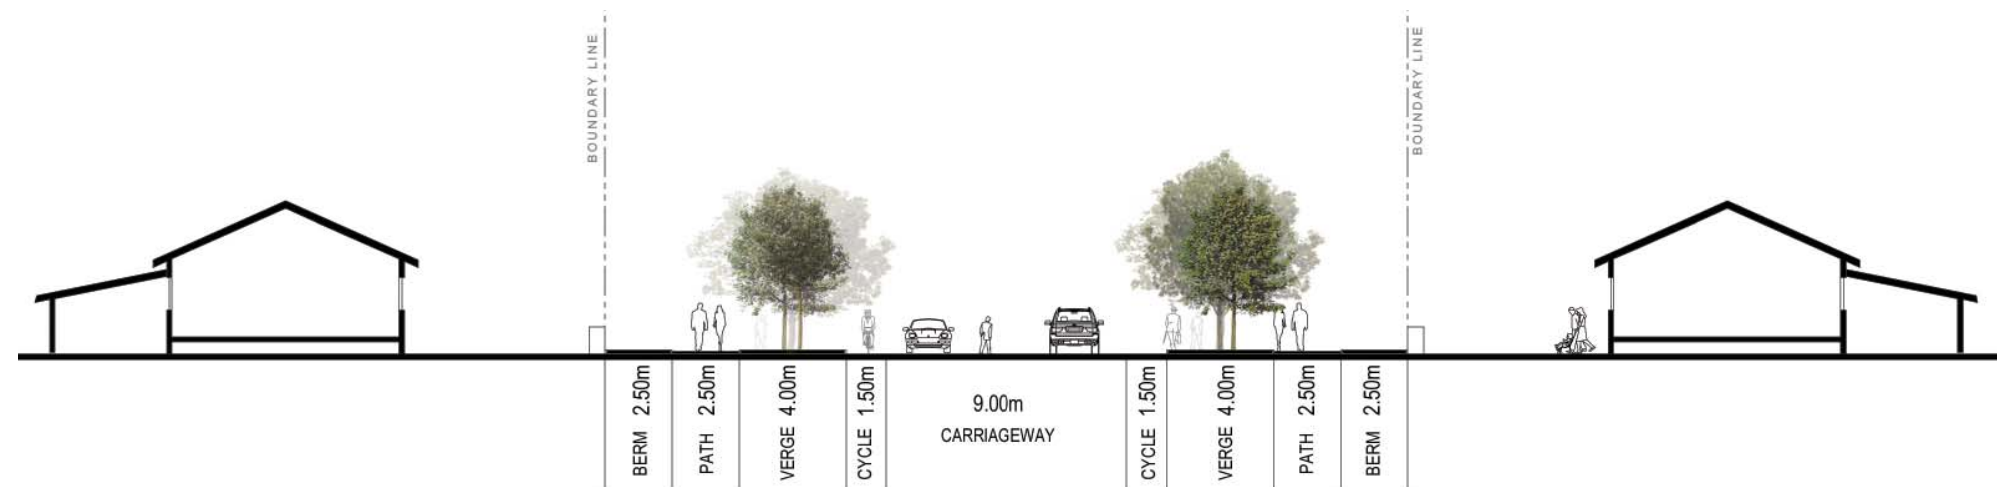 BOUNDARY LINE
BOUNDARY LINE
BERM 2.50m
PATH 2.50m
VERGE 4.00m
CYCLE 1.50m
9.00m
CARRIAGEWAY
CYCLE 1.50m
VERGE 4.00m
PATH 2.50m
BERM 2.50m